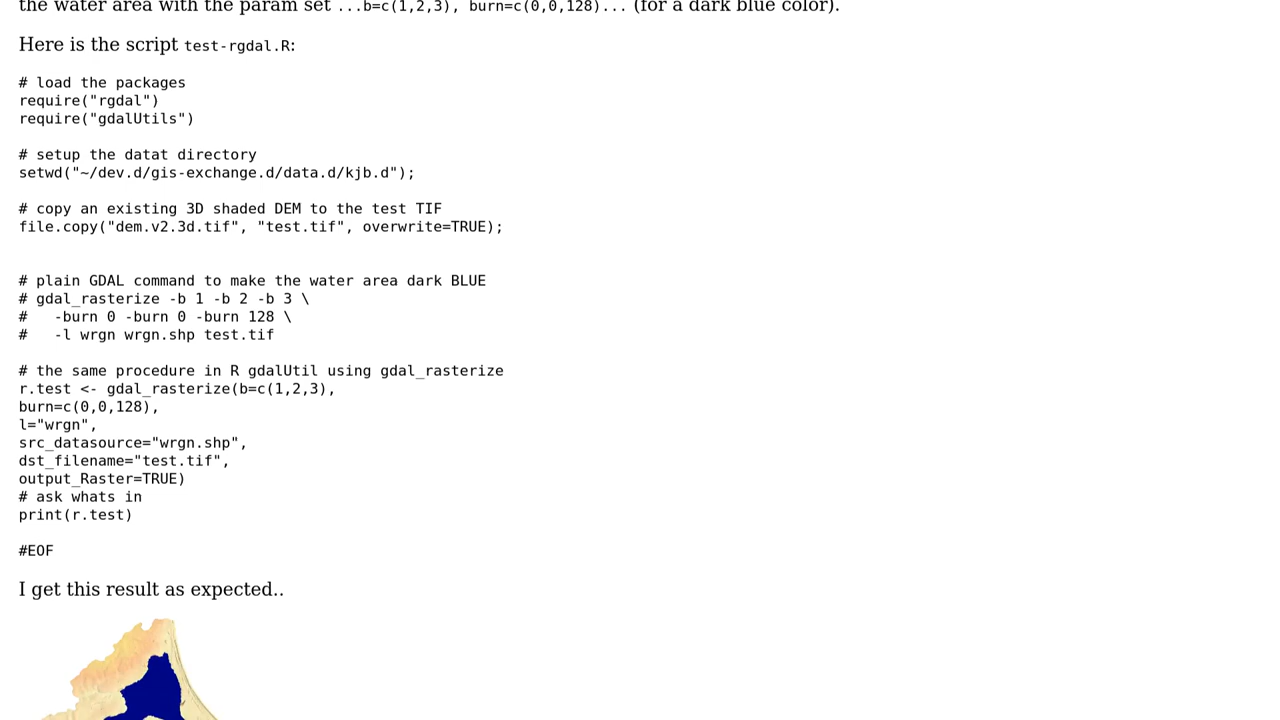 the water area with the param set ...b=c(1,2,3), burn=c(0,0,128)... (for a dark blue color).
Here is the script test-rgdal.R:
# load the packages
require("rgdal")
require("gdalUtils")
# setup the datat directory
setwd("~/dev.d/gis-exchange.d/data.d/kjb.d");
# copy an existing 3D shaded DEM to the test TIF
file.copy("dem.v2.3d.tif", "test.tif", overwrite=TRUE);
# plain GDAL command to make the water area dark BLUE
# gdal_rasterize -b 1 -b 2 -b 3 \
#   -burn 0 -burn 0 -burn 128 \
#   -l wrgn wrgn.shp test.tif
# the same procedure in R gdalUtil using gdal_rasterize
r.test <- gdal_rasterize(b=c(1,2,3),
burn=c(0,0,128),
l="wrgn",
src_datasource="wrgn.shp",
dst_filename="test.tif",
output_Raster=TRUE)
# ask whats in
print(r.test)
#EOF
I get this result as expected..